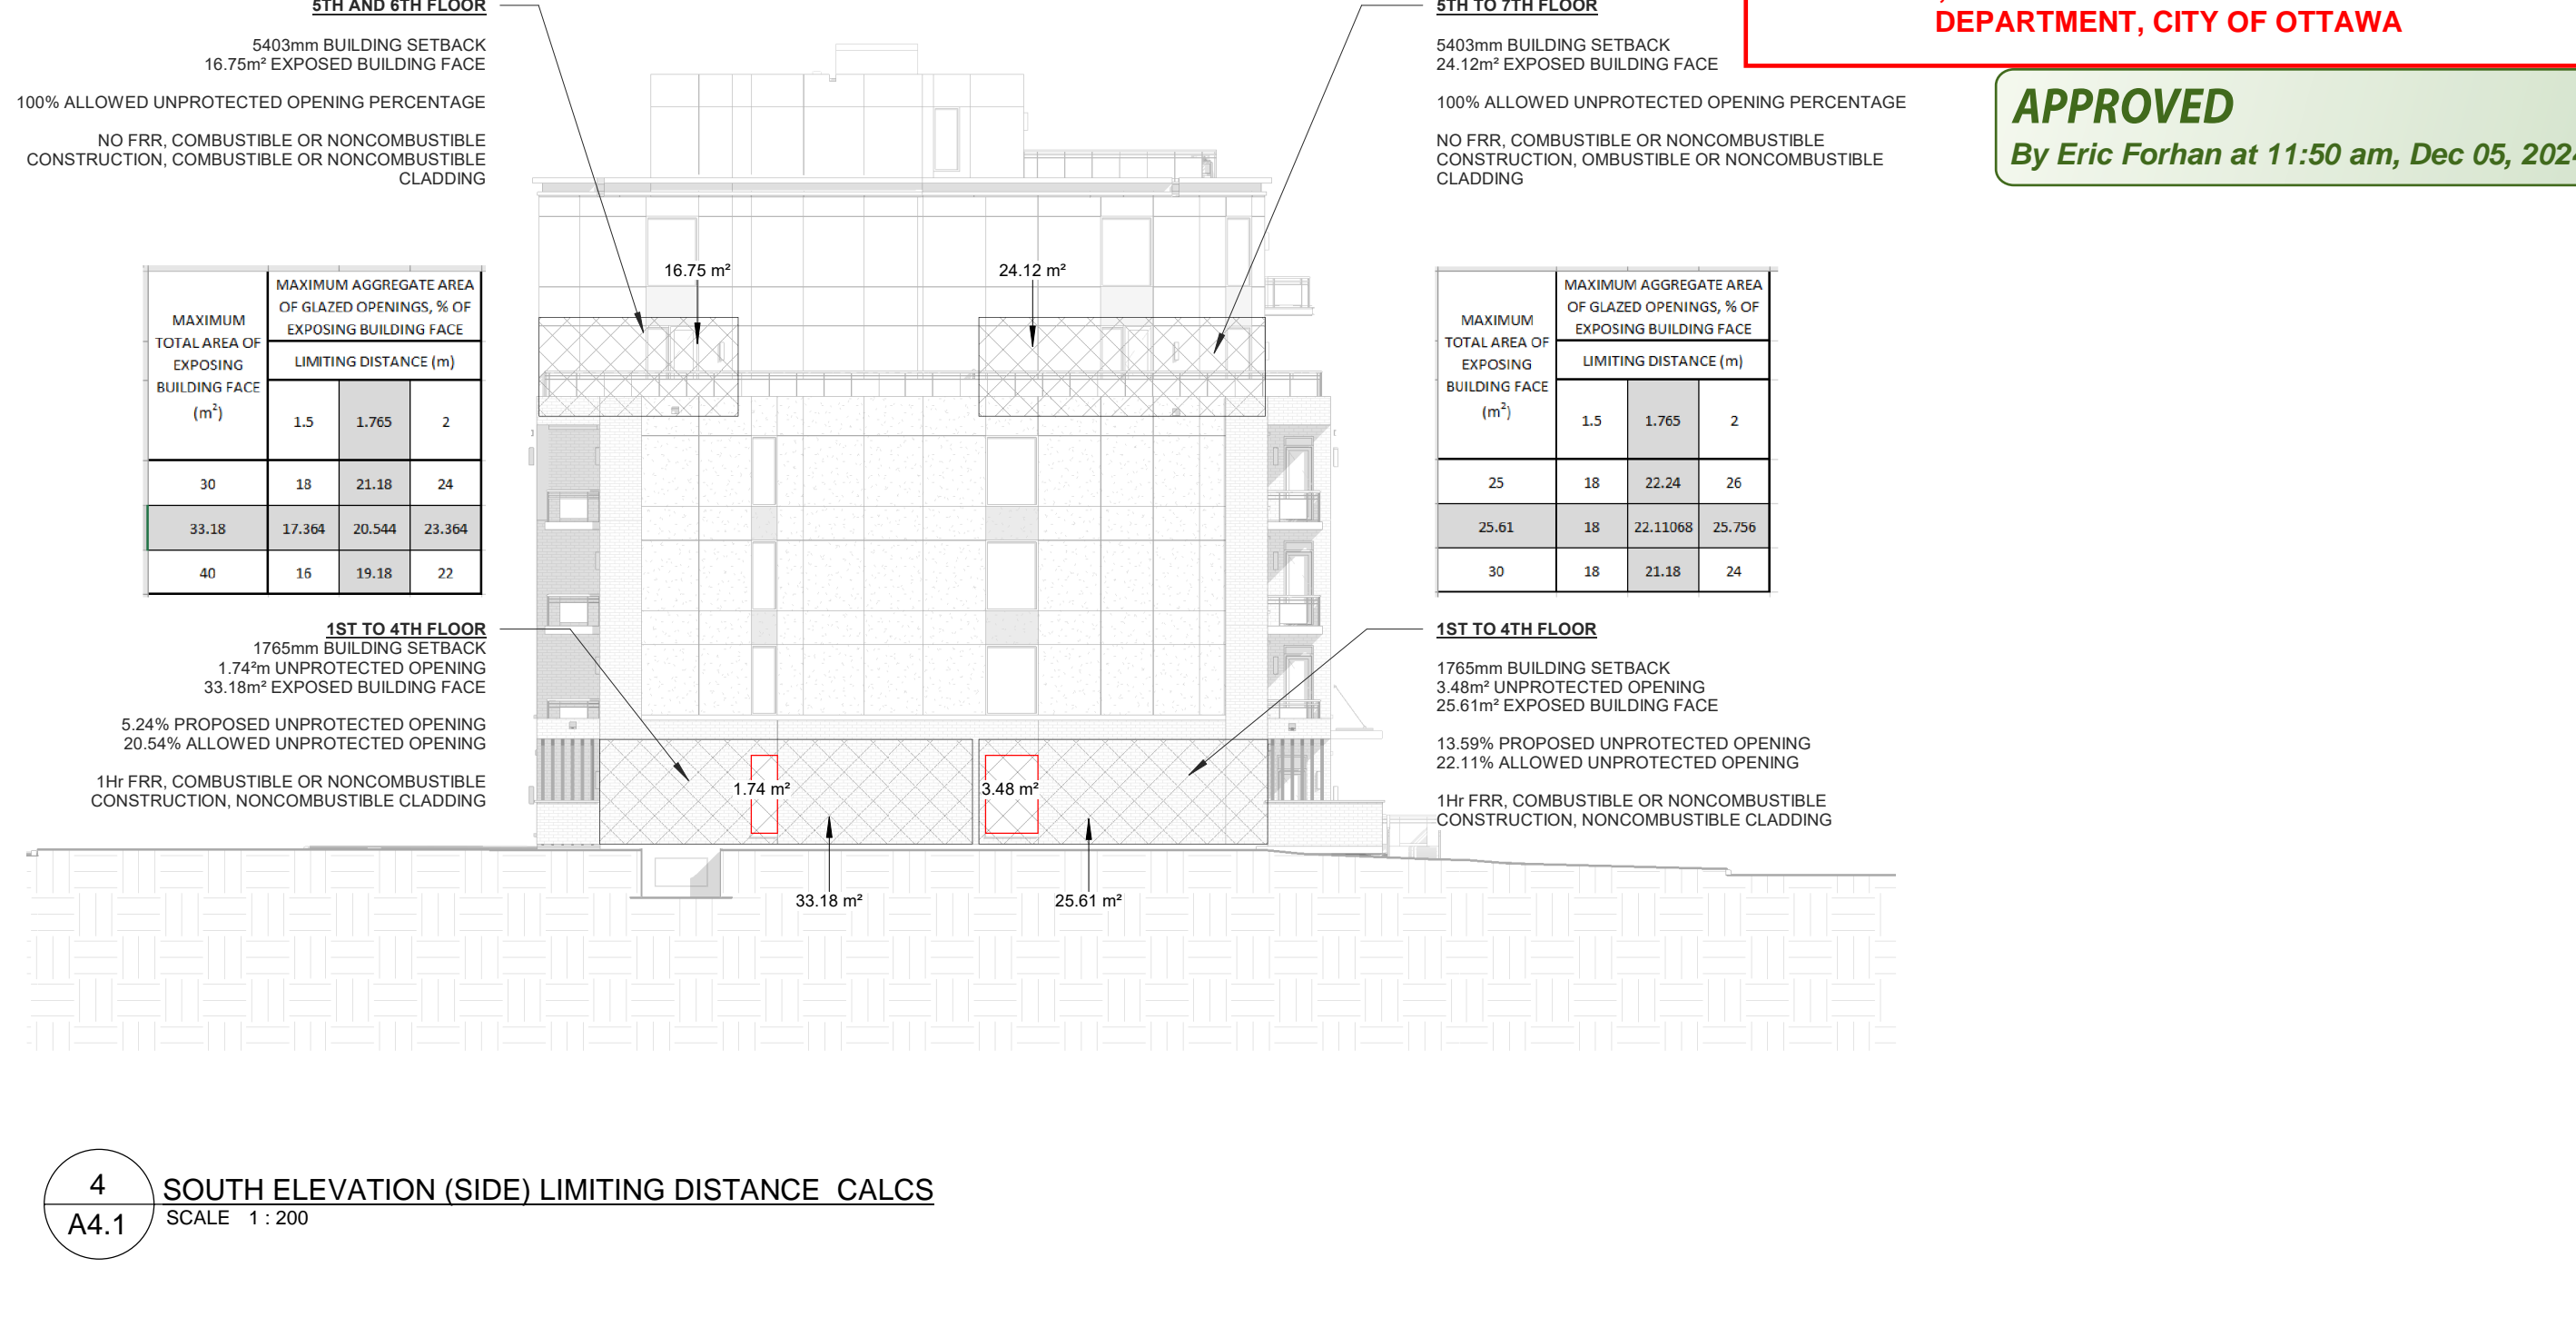 5TH AND 6TH FLOOR
5403mm BUILDING SETBACK
16.75m² EXPOSED BUILDING FACE
100% ALLOWED UNPROTECTED OPENING PERCENTAGE
NO FRR, COMBUSTIBLE OR NONCOMBUSTIBLE
CONSTRUCTION, COMBUSTIBLE OR NONCOMBUSTIBLE
CLADDING
5TH TO 7TH FLOOR
5403mm BUILDING SETBACK
24.12m² EXPOSED BUILDING FACE
100% ALLOWED UNPROTECTED OPENING PERCENTAGE
NO FRR, COMBUSTIBLE OR NONCOMBUSTIBLE
CONSTRUCTION, OMBUSTIBLE OR NONCOMBUSTIBLE
CLADDING
DEPARTMENT, CITY OF OTTAWA
APPROVED
By Eric Forhan at 11:50 am, Dec 05, 2024
16.75 m²
24.12 m²
MAXIMUM TOTAL AREA OF EXPOSING BUILDING FACE (m²)
MAXIMUM AGGREGATE AREA
OF GLAZED OPENINGS, % OF
EXPOSING BUILDING FACE
LIMITING DISTANCE (m)
1.5 1.765 2
30 18 21.18 24
33.18 17.364 20.544 23.364
40 16 19.18 22
MAXIMUM TOTAL AREA OF EXPOSING BUILDING FACE (m²)
MAXIMUM AGGREGATE AREA
OF GLAZED OPENINGS, % OF
EXPOSING BUILDING FACE
LIMITING DISTANCE (m)
1.5 1.765 2
25 18 22.24 26
25.61 18 22.11068 25.756
30 18 21.18 24
1ST TO 4TH FLOOR
1765mm BUILDING SETBACK
1.74²m UNPROTECTED OPENING
33.18m² EXPOSED BUILDING FACE
5.24% PROPOSED UNPROTECTED OPENING
20.54% ALLOWED UNPROTECTED OPENING
1Hr FRR, COMBUSTIBLE OR NONCOMBUSTIBLE
CONSTRUCTION, NONCOMBUSTIBLE CLADDING
1ST TO 4TH FLOOR
1765mm BUILDING SETBACK
3.48m² UNPROTECTED OPENING
25.61m² EXPOSED BUILDING FACE
13.59% PROPOSED UNPROTECTED OPENING
22.11% ALLOWED UNPROTECTED OPENING
1Hr FRR, COMBUSTIBLE OR NONCOMBUSTIBLE
CONSTRUCTION, NONCOMBUSTIBLE CLADDING
1.74 m²
3.48 m²
33.18 m²
25.61 m²
4
A4.1
SOUTH ELEVATION (SIDE) LIMITING DISTANCE CALCS
SCALE 1 : 200